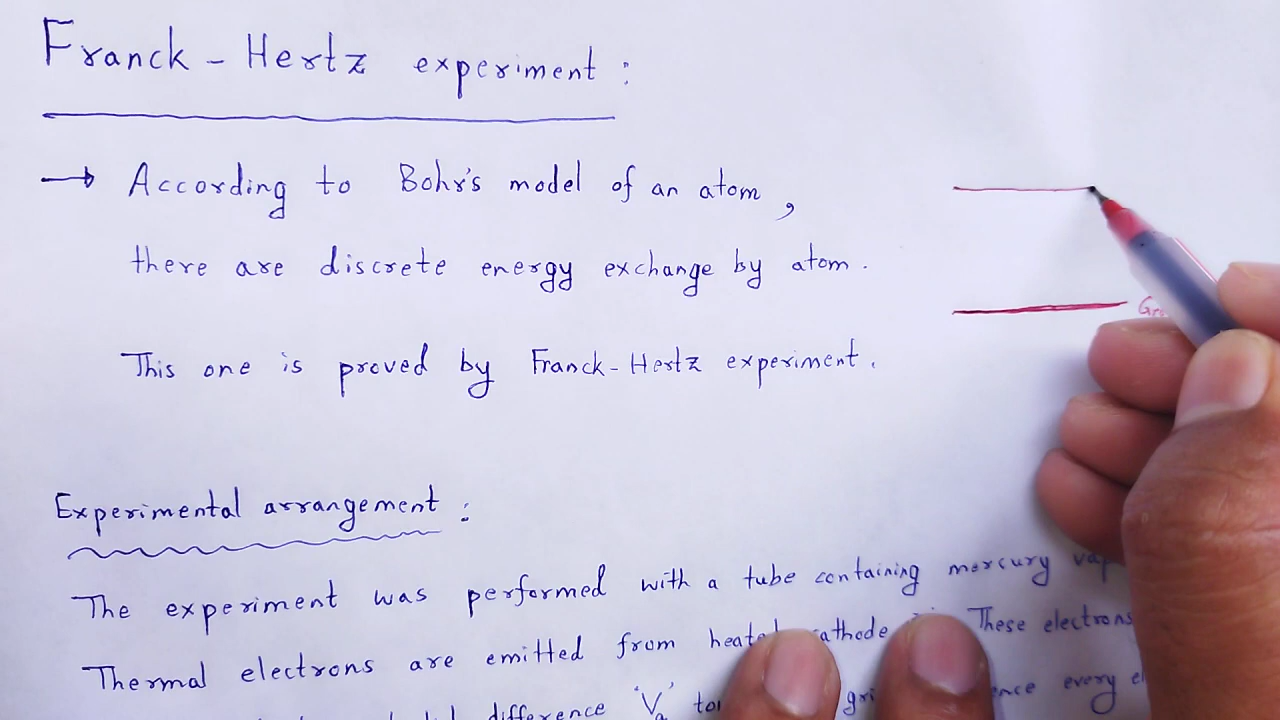 Franck - Hertz experiment :
→ According to Bohr's model of an atom ,
there are discrete energy exchange by atom .
This one is proved by Franck - Hertz experiment .
Experimental arrangement :
The experiment was performed with a tube containing mercury
Thermal electrons are emitted from These electrons
difference 'Va' every